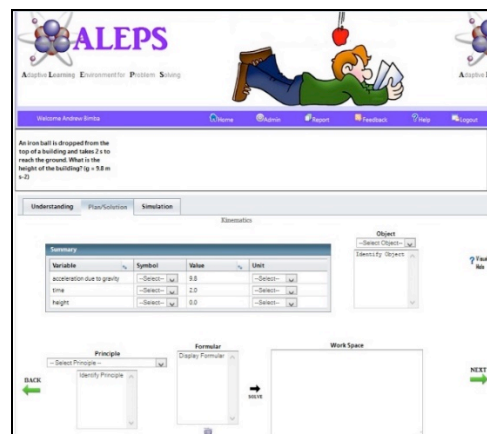 ALEPS
Adaptive Learning Environment for Problem Solving
Welcome Andrew Bimba
Home Admin Report Feedback Help Logout
An iron ball is dropped from the
top of a building and takes 2 s to
reach the ground. What is the
height of the building? (g = 9.8 m
s-2)
Understanding Plan/Solution Simulation
Kinematics
Object
--Select Object--
Identify Object
Summary
Variable Symbol Value Unit
acceleration due to gravity --Select-- 9.8 --Select--
time --Select-- 2.0 --Select--
height --Select-- 0.0 --Select--
Principle
-- Select Principle --
Identify Principle
Formular
Display Formular
Work Space
BACK
SOLVE
NEXT